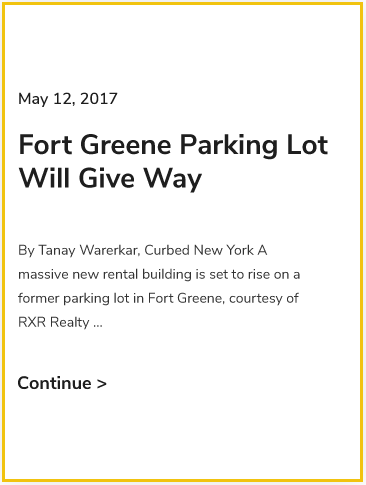 May 12, 2017
Fort Greene Parking Lot
Will Give Way
By Tanay Warerkar, Curbed New York A
massive new rental building is set to rise on a
former parking lot in Fort Greene, courtesy of
RXR Realty ...
Continue >